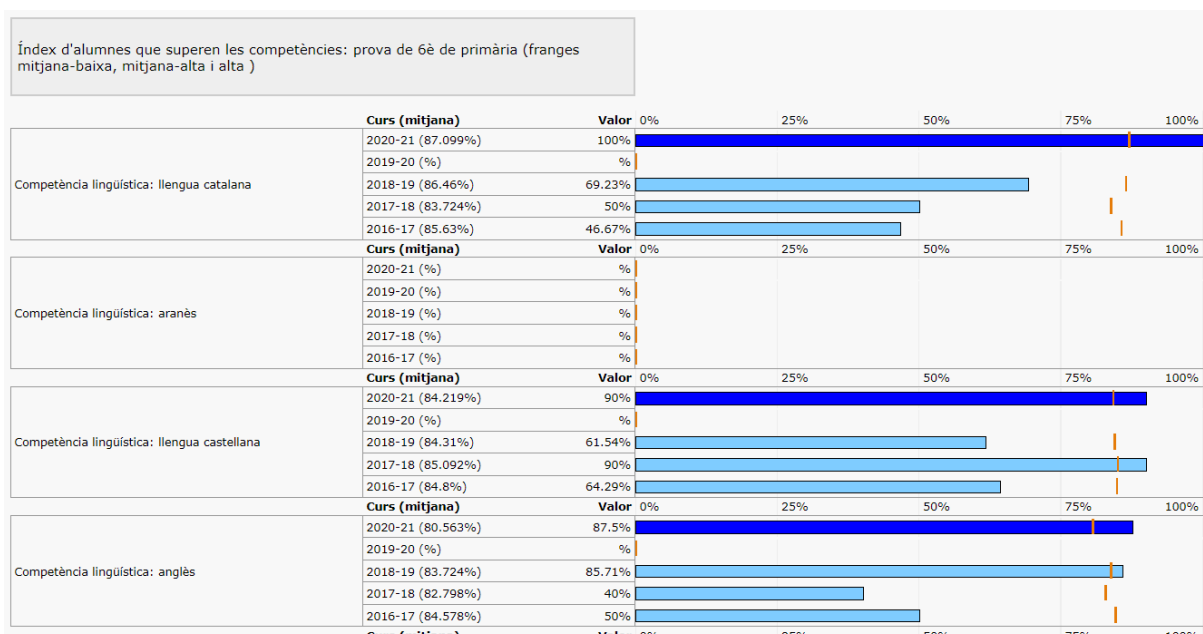 Índex d'alumnes que superen les competències: prova de 6è de primària (franges
mitjana-baixa, mitjana-alta i alta )
Curs (mitjana) Valor 0% 25% 50% 75% 100%
2020-21 (87.099%) 100%
2019-20 (%) %
Competència lingüística: llengua catalana 2018-19 (86.46%) 69.23%
2017-18 (83.724%) 50%
2016-17 (85.63%) 46.67%
Curs (mitjana) Valor 0% 25% 50% 75% 100%
2020-21 (%) %
2019-20 (%) %
Competència lingüística: aranès 2018-19 (%) %
2017-18 (%) %
2016-17 (%) %
Curs (mitjana) Valor 0% 25% 50% 75% 100%
2020-21 (84.219%) 90%
2019-20 (%) %
Competència lingüística: llengua castellana 2018-19 (84.31%) 61.54%
2017-18 (85.092%) 90%
2016-17 (84.8%) 64.29%
Curs (mitjana) Valor 0% 25% 50% 75% 100%
2020-21 (80.563%) 87.5%
2019-20 (%) %
Competència lingüística: anglès 2018-19 (83.724%) 85.71%
2017-18 (82.798%) 40%
2016-17 (84.578%) 50%